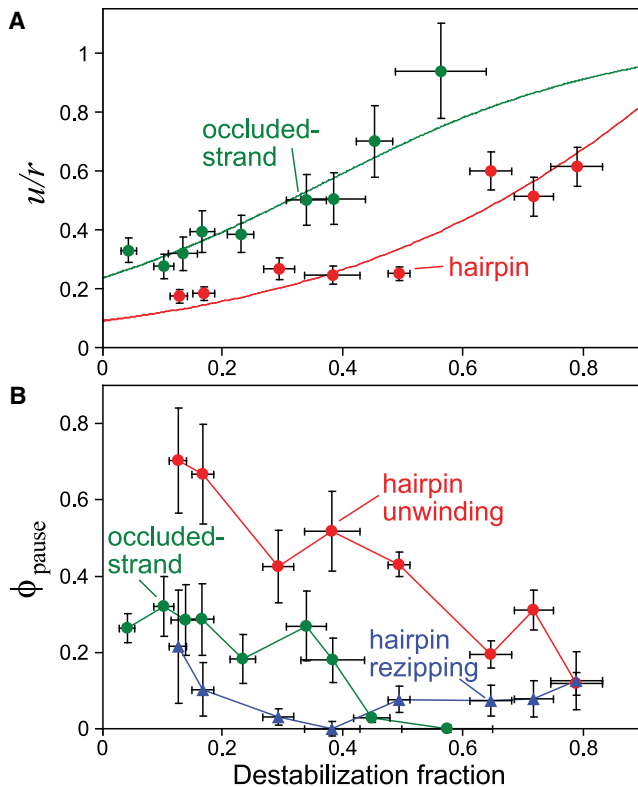 A
u/r
1
0.8
0.6
0.4
0.2
0
occluded-
strand
hairpin
0 0.2 0.4 0.6 0.8
B
ϕpause
0.8
0.6
0.4
0.2
0
hairpin
unwinding
occluded-
strand
hairpin
rezipping
0.2 0.4 0.6 0.8
Destabilization fraction